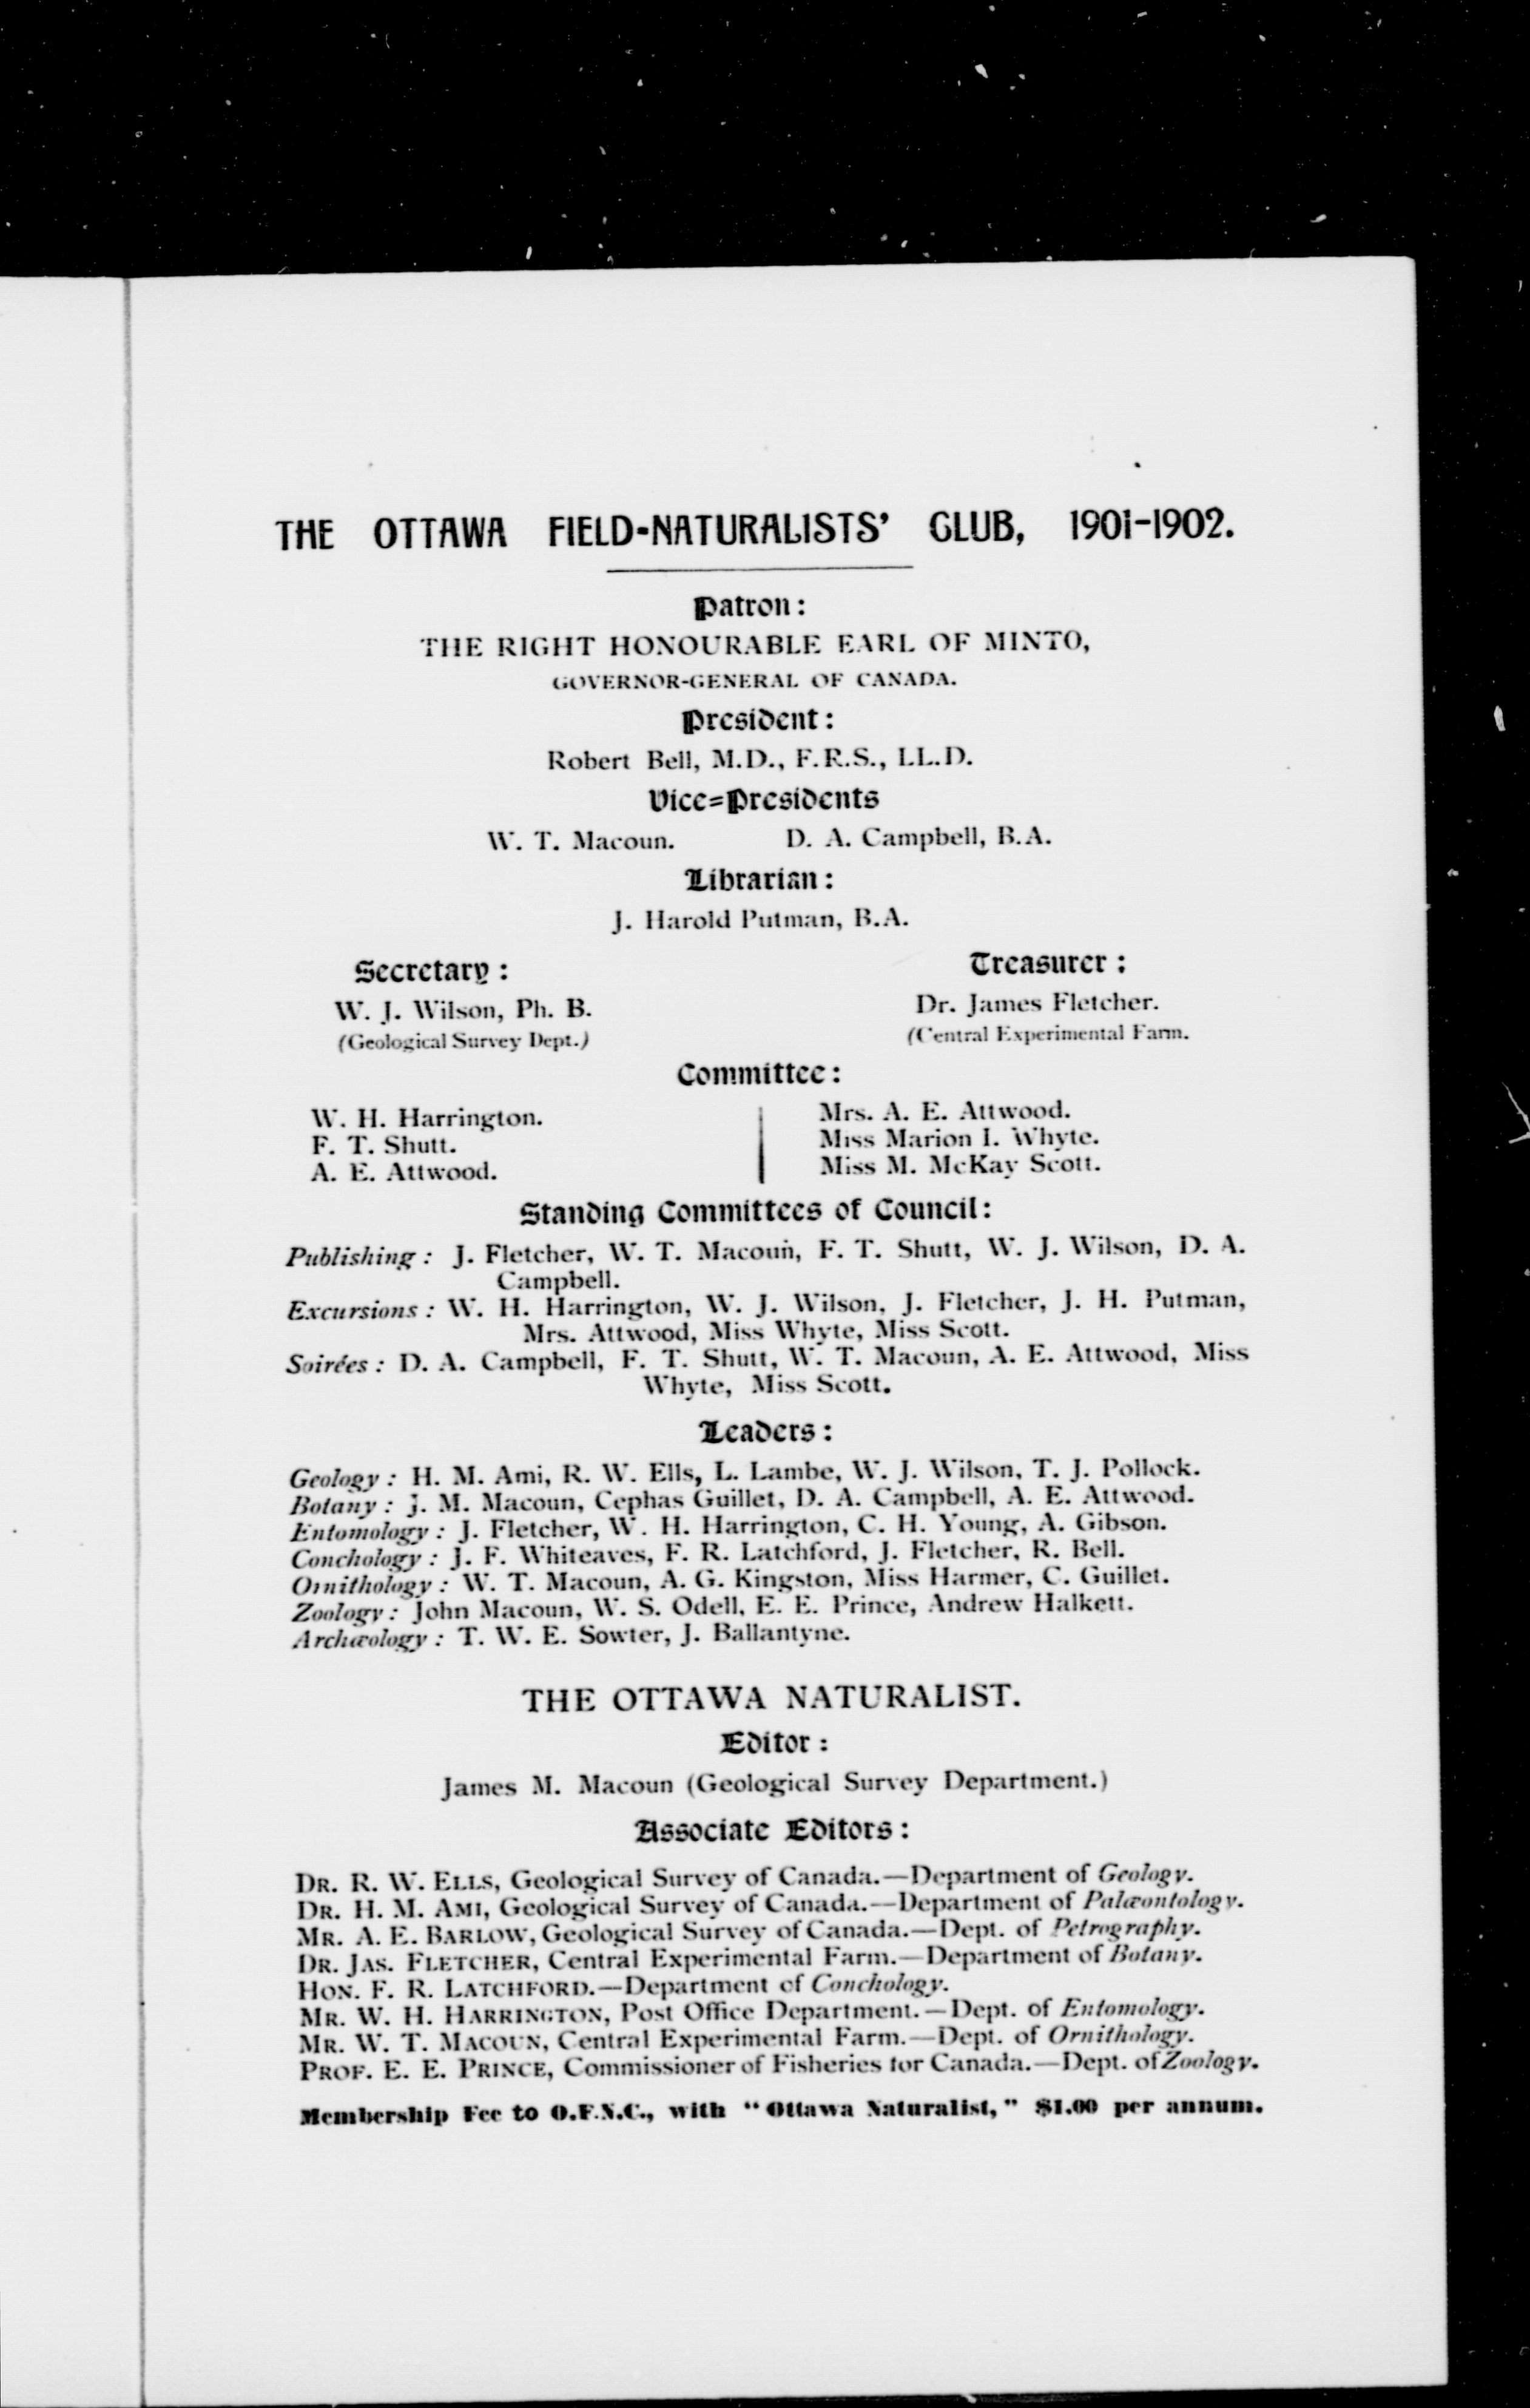 THE OTTAWA FIELD-NATURALISTS' CLUB, 1901-1902.
Patron:
THE RIGHT HONOURABLE EARL OF MINTO,
GOVERNOR-GENERAL OF CANADA.
President:
Robert Bell, M.D., F.R.S., LL.D.
Vice=Presidents
W. T. Macoun. D. A. Campbell, B.A.
Librarian:
J. Harold Putman, B.A.
Secretary:
W. J. Wilson, Ph. B.
(Geological Survey Dept.)
Treasurer:
Dr. James Fletcher.
(Central Experimental Farm.
Committee:
W. H. Harrington.
F. T. Shutt.
A. E. Attwood.
Mrs. A. E. Attwood.
Miss Marion I. Whyte.
Miss M. McKay Scott.
Standing Committees of Council:
Publishing: J. Fletcher, W. T. Macoun, F. T. Shutt, W. J. Wilson, D. A.
Campbell.
Excursions: W. H. Harrington, W. J. Wilson, J. Fletcher, J. H. Putman,
Mrs. Attwood, Miss Whyte, Miss Scott.
Soirées: D. A. Campbell, F. T. Shutt, W. T. Macoun, A. E. Attwood, Miss
Whyte, Miss Scott.
Leaders:
Geology: H. M. Ami, R. W. Ells, L. Lambe, W. J. Wilson, T. J. Pollock.
Botany: J. M. Macoun, Cephas Guillet, D. A. Campbell, A. E. Attwood.
Entomology: J. Fletcher, W. H. Harrington, C. H. Young, A. Gibson.
Conchology: J. F. Whiteaves, F. R. Latchford, J. Fletcher, R. Bell.
Ornithology: W. T. Macoun, A. G. Kingston, Miss Harmer, C. Guillet.
Zoology: John Macoun, W. S. Odell, E. E. Prince, Andrew Halkett.
Archæology: T. W. E. Sowter, J. Ballantyne.
THE OTTAWA NATURALIST.
Editor:
James M. Macoun (Geological Survey Department.)
Associate Editors:
DR. R. W. ELLS, Geological Survey of Canada.—Department of Geology.
DR. H. M. AMI, Geological Survey of Canada.—Department of Palæontology.
MR. A. E. BARLOW, Geological Survey of Canada.—Dept. of Petrography.
DR. JAS. FLETCHER, Central Experimental Farm.—Department of Botany.
HON. F. R. LATCHFORD.—Department of Conchology.
MR. W. H. HARRINGTON, Post Office Department.—Dept. of Entomology.
MR. W. T. MACOUN, Central Experimental Farm.—Dept. of Ornithology.
PROF. E. E. PRINCE, Commissioner of Fisheries for Canada.—Dept. of Zoology.
Membership Fee to O.F.N.C., with "Ottawa Naturalist," $1.00 per annum.